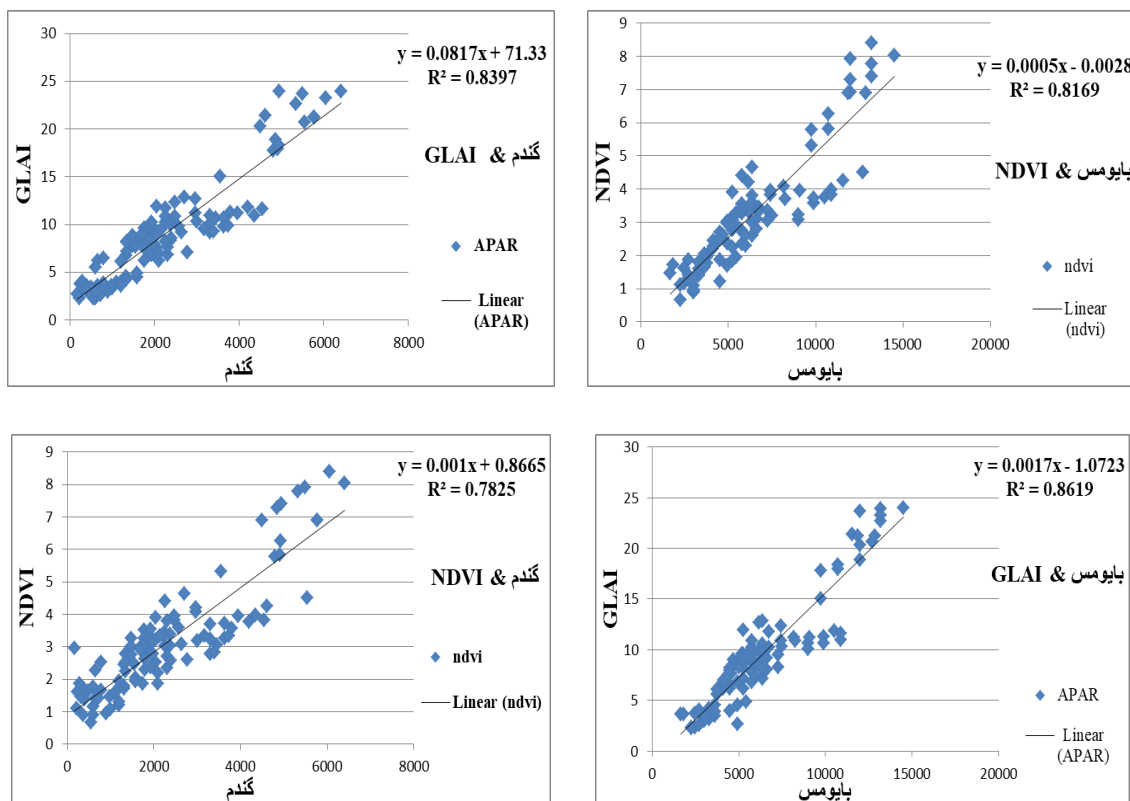 y = 0.0817x + 71.33
R² = 0.8397
GLAI & گندم
APAR
Linear
(APAR)
GLAI
30
25
20
15
10
5
0
0 2000 4000 6000 8000
گندم
y = 0.0005x - 0.0028
R² = 0.8169
NDVI & بایومس
ndvi
Linear
(ndvi)
NDVI
9
8
7
6
5
4
3
2
1
0
0 5000 10000 15000 20000
بایومس
y = 0.001x + 0.8665
R² = 0.7825
NDVI & گندم
ndvi
Linear (ndvi)
NDVI
9
8
7
6
5
4
3
2
1
0
0 2000 4000 6000 8000
گندم
y = 0.0017x - 1.0723
R² = 0.8619
GLAI & بایومس
APAR
Linear
(APAR)
GLAI
30
25
20
15
10
5
0
0 5000 10000 15000 20000
بایومس